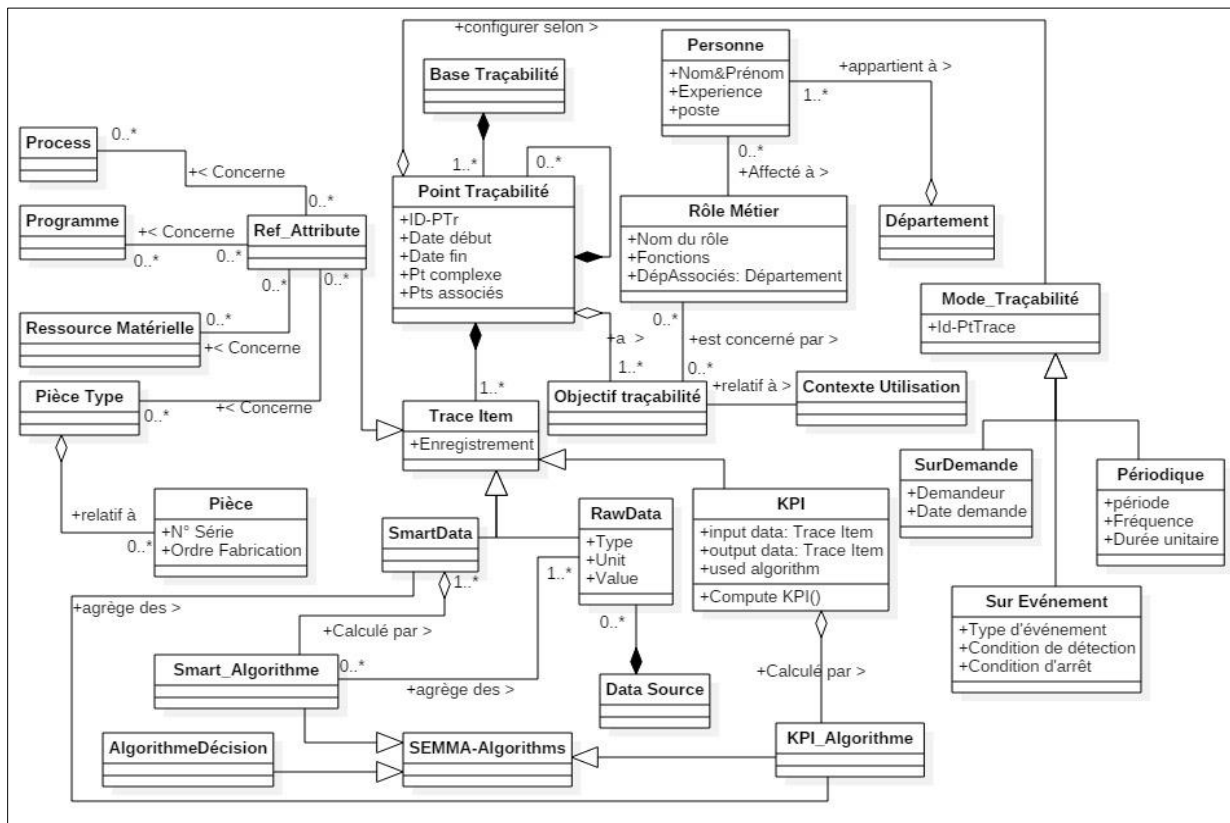 +configurer selon >
Personne
+Nom&Prénom
+Experience
+poste
+appartient à >
1..*
Base Traçabilité
0..*
Process
0..*
1..*
0..*
+< Concerne
+Affecté à >
Point Traçabilité
+ID-PTr
+Date début
+Date fin
+Pt complexe
+Pts associés
Rôle Métier
+Nom du rôle
+Fonctions
+DépAssociés: Département
Département
0..*
Programme
+< Concerne
Ref_Attribute
0..*
0..*
0..*
0..*
Mode_Traçabilité
+Id-PtTrace
Ressource Matérielle
0..*
+< Concerne
0..*
+a >
+est concerné par >
1..*
1..*
0..*
Pièce Type
0..*
+< Concerne
Objectif traçabilité
+relatif à >
Contexte Utilisation
Trace Item
+Enregistrement
SurDemande
+Demandeur
+Date demande
Périodique
+période
+Fréquence
+Durée unitaire
+relatif à
0..*
Pièce
+N° Série
+Ordre Fabrication
SmartData
RawData
+Type
+Unit
+Value
KPI
+input data: Trace Item
+output data: Trace Item
+used algorithm
+Compute KPI()
1..*
1..*
+agrège des >
+Calculé par >
0..*
Sur Evénement
+Type d'événement
+Condition de détection
+Condition d'arrêt
Smart_Algorithme
0..*
+agrège des >
Data Source
+Calculé par >
AlgorithmeDécision
SEMMA-Algorithms
KPI_Algorithme